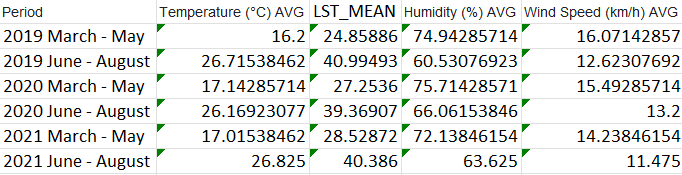 Period Temperature (°C) AVG LST_MEAN Humidity (%) AVG Wind Speed (km/h) AVG
2019 March - May 16.2 24.85886 74.94285714 16.07142857
2019 June - August 26.71538462 40.99493 60.53076923 12.62307692
2020 March - May 17.14285714 27.2536 75.71428571 15.49285714
2020 June - August 26.16923077 39.36907 66.06153846 13.2
2021 March - May 17.01538462 28.52872 72.13846154 14.23846154
2021 June - August 26.825 40.386 63.625 11.475